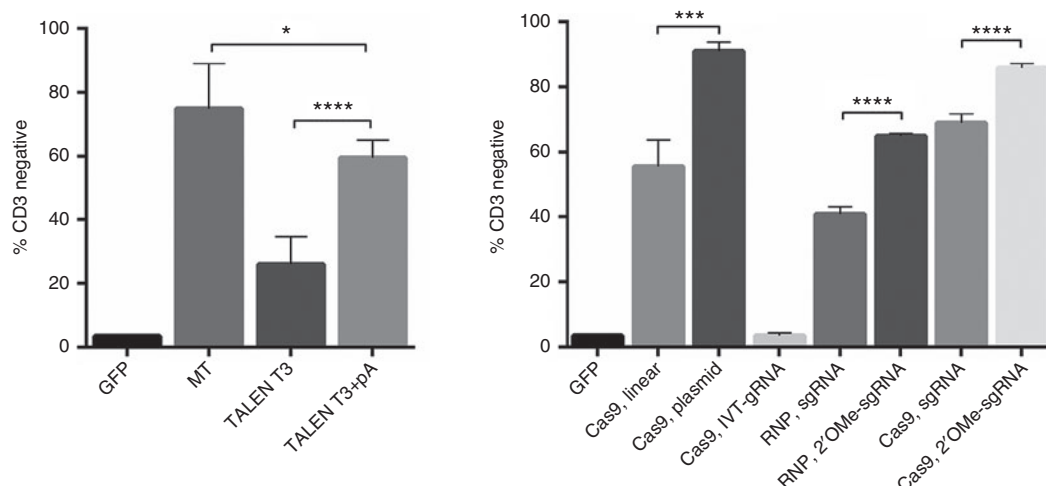 % CD3 negative
100
80
60
40
20
0
*
****
GFP
MT
TALEN T3
TALEN T3+pA
% CD3 negative
100
80
60
40
20
0
***
****
****
GFP
Cas9, linear
Cas9, plasmid
Cas9, IVT-gRNA
RNP, sgRNA
RNP, 2′OMe-sgRNA
Cas9, sgRNA
Cas9, 2′OMe-sgRNA